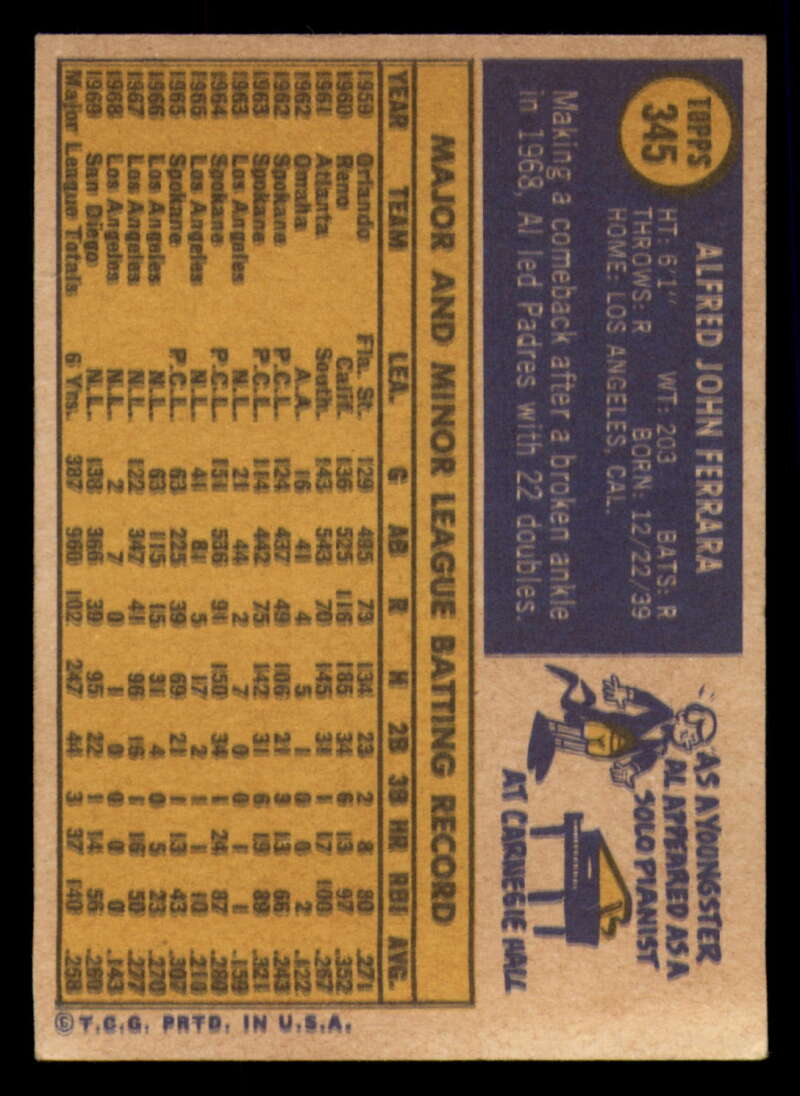 TOPPS
345
ALFRED JOHN FERRARA
HT: 6'1" WT: 203 BATS: R
THROWS: R BORN: 12/22/39
HOME: LOS ANGELES, CAL.
Making a comeback after a broken ankle
in 1968, Al led Padres with 22 doubles.
AS A YOUNGSTER
AL APPEARED AS A
SOLO PIANIST
AT CARNEGIE HALL
MAJOR AND MINOR LEAGUE BATTING RECORD
YEAR TEAM LEA. G AB R H 2B 3B HR RBI AVG.
1959 Orlando Fla. St. 129 485 73 134 23 2 8 80 .271
1960 Reno Calif. 136 525 116 185 34 6 13 97 .352
1961 Atlanta South. 143 543 70 145 31 1 17 100 .267
1962 Omaha A.A. 16 41 4 5 1 0 0 2 .122
1962 Spokane P.C.L. 124 437 49 106 21 3 13 66 .243
1963 Spokane P.C.L. 114 442 75 142 31 6 19 89 .321
1963 Los Angeles N.L. 21 44 2 7 0 0 1 1 .159
1964 Spokane P.C.L. 151 536 91 150 34 1 24 87 .280
1965 Los Angeles N.L. 41 81 5 17 2 1 1 10 .210
1965 Spokane P.C.L. 63 225 39 69 21 1 13 43 .307
1966 Los Angeles N.L. 63 115 15 31 4 0 5 23 .270
1967 Los Angeles N.L. 122 347 41 96 16 1 16 50 .277
1968 Los Angeles N.L. 2 7 0 1 0 0 0 0 .143
1969 San Diego N.L. 138 366 39 95 22 1 14 56 .260
Major League Totals 6 Yrs. 387 960 102 247 44 3 37 140 .258
© T.C.G. PRTD. IN U.S.A.